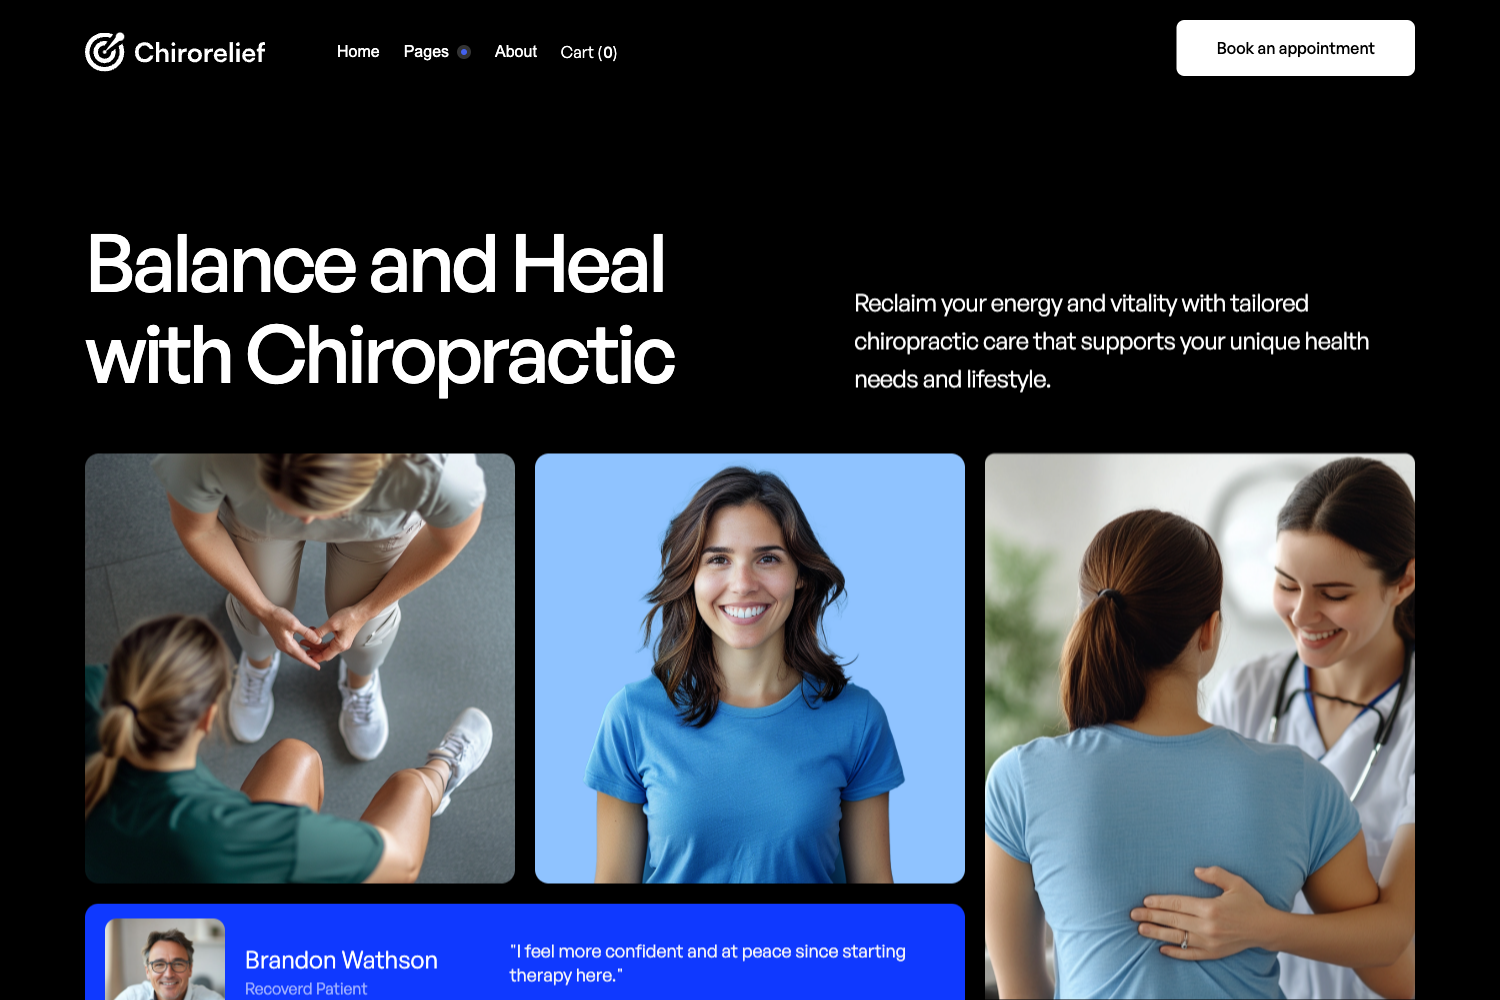 Chirorelief
Home
Pages
About
Cart (0)
Book an appointment
Balance and Heal
with Chiropractic
Reclaim your energy and vitality with tailored
chiropractic care that supports your unique health
needs and lifestyle.
Brandon Wathson
Recoverd Patient
"I feel more confident and at peace since starting
therapy here."